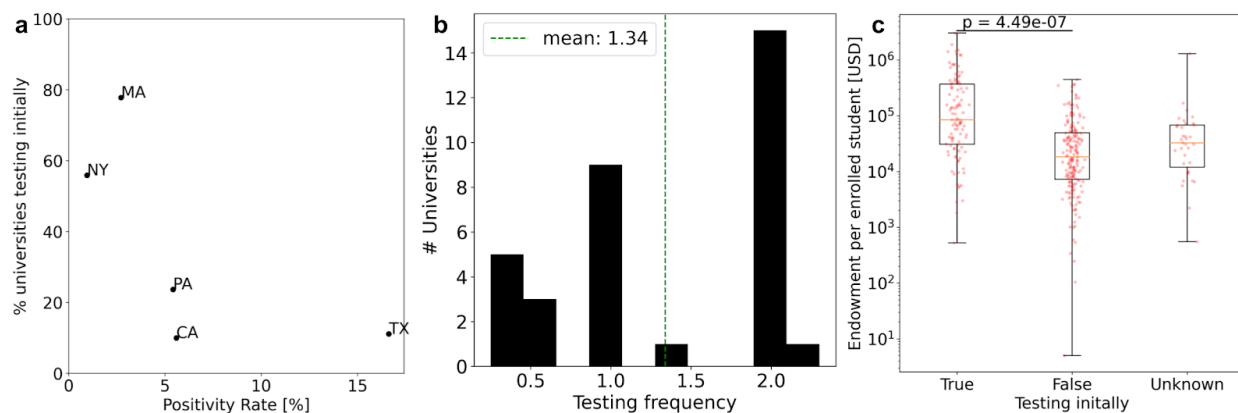 a
% universities testing initially
100
80
60
40
20
0
MA
NY
PA
CA
TX
0
5
10
15
Positivity Rate [%]
b
# Universities
14
12
10
8
6
4
2
0
mean: 1.34
0.5
1.0
1.5
2.0
Testing frequency
c
Endowment per enrolled student [USD]
10⁶
10⁵
10⁴
10³
10²
10¹
p = 4.49e-07
True
False
Unknown
Testing initally